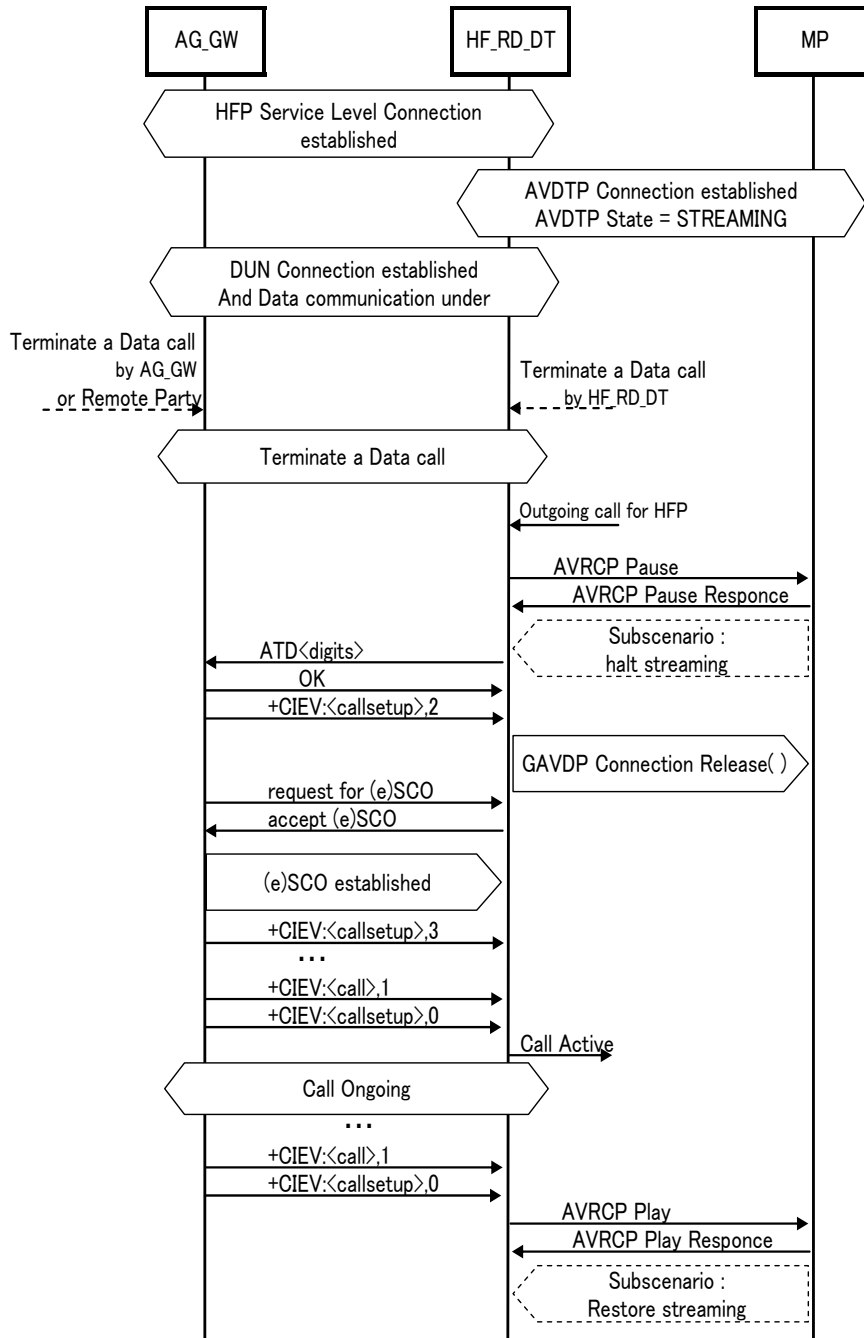 AG_GW
HF_RD_DT
MP
HFP Service Level Connection
established
AVDTP Connection established
AVDTP State = STREAMING
DUN Connection established
And Data communication under
Terminate a Data call
by AG_GW
or Remote Party
Terminate a Data call
by HF_RD_DT
Terminate a Data call
Outgoing call for HFP
AVRCP Pause
AVRCP Pause Responce
Subscenario :
halt streaming
ATD<digits>
OK
+CIEV:<callsetup>,2
GAVDP Connection Release( )
request for (e)SCO
accept (e)SCO
(e)SCO established
+CIEV:<callsetup>,3
...
+CIEV:<call>,1
+CIEV:<callsetup>,0
Call Active
Call Ongoing
...
+CIEV:<call>,1
+CIEV:<callsetup>,0
AVRCP Play
AVRCP Play Responce
Subscenario :
Restore streaming